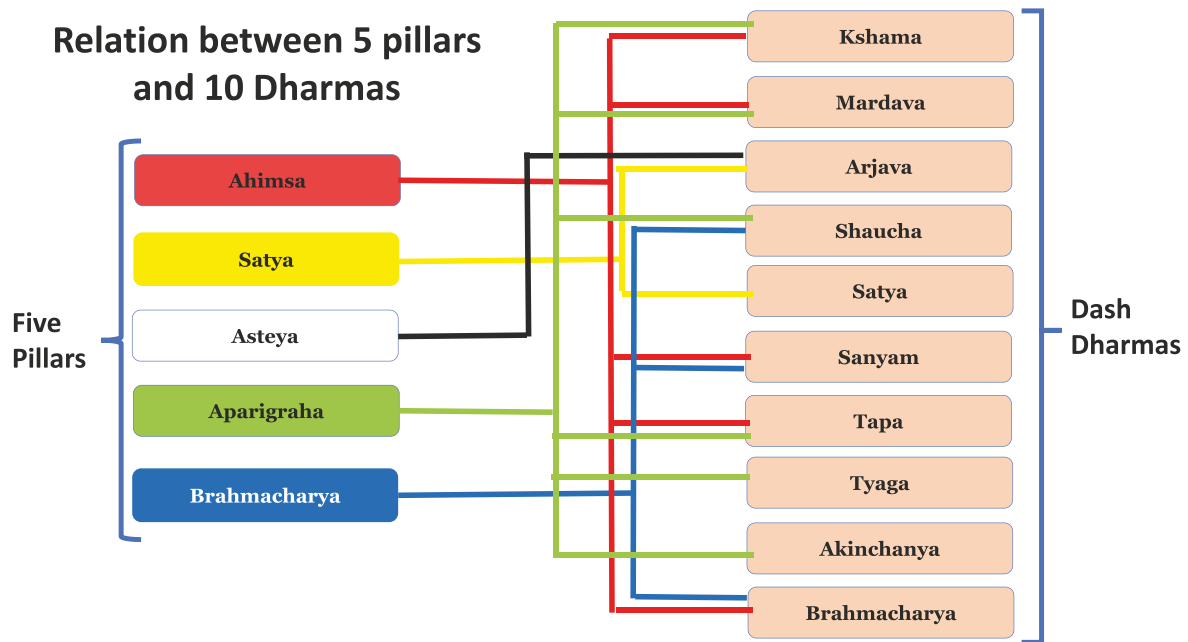 Relation between 5 pillars
and 10 Dharmas
Five
Pillars
Ahimsa
Satya
Asteya
Aparigraha
Brahmacharya
Kshama
Mardava
Arjava
Shaucha
Satya
Sanyam
Tapa
Tyaga
Akinchanya
Brahmacharya
Dash
Dharmas